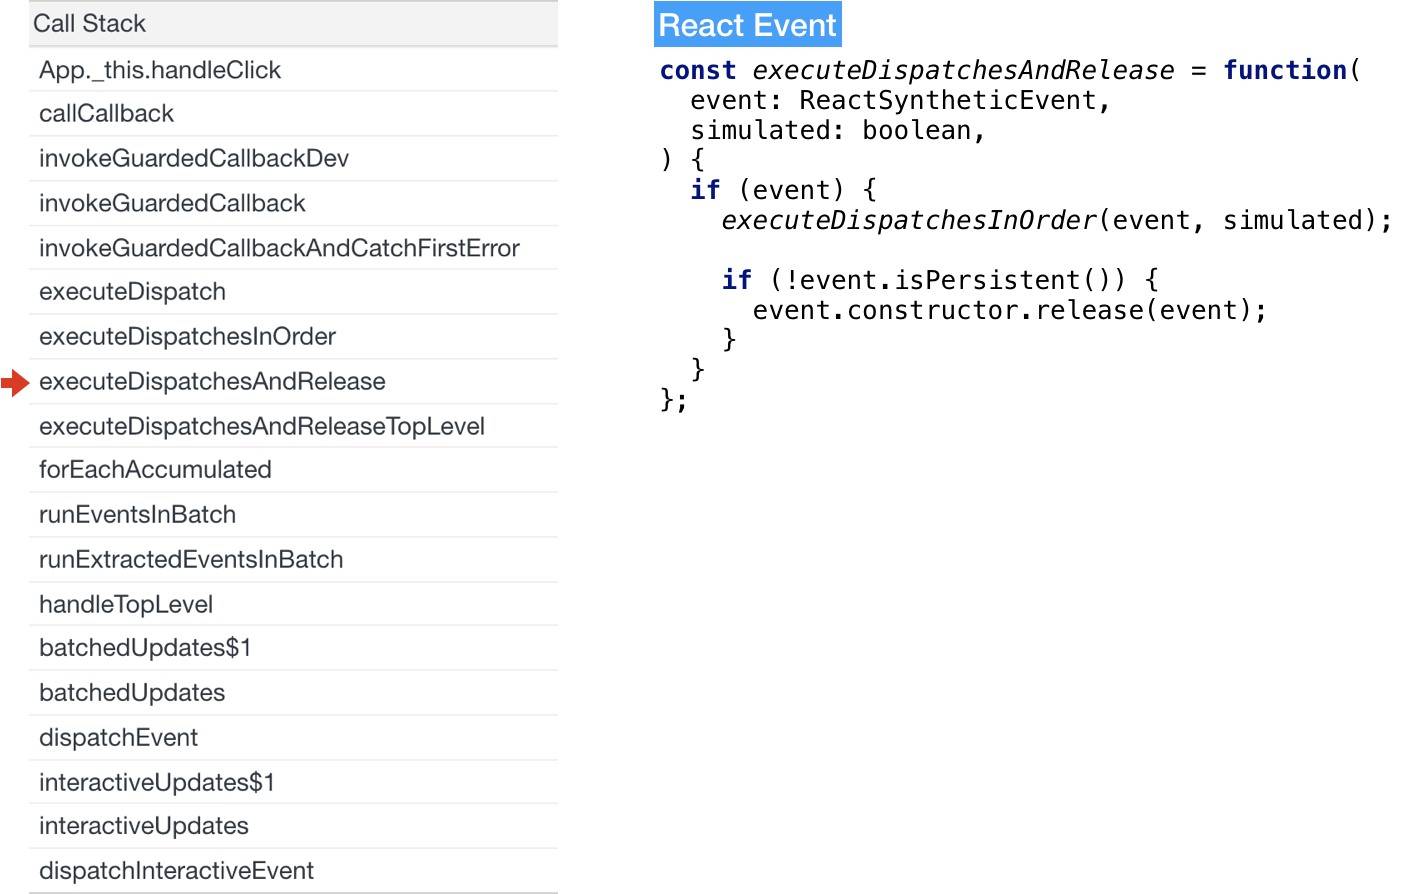 Call Stack
App._this.handleClick
callCallback
invokeGuardedCallbackDev
invokeGuardedCallback
invokeGuardedCallbackAndCatchFirstError
executeDispatch
executeDispatchesInOrder
executeDispatchesAndRelease
executeDispatchesAndReleaseTopLevel
forEachAccumulated
runEventsInBatch
runExtractedEventsInBatch
handleTopLevel
batchedUpdates$1
batchedUpdates
dispatchEvent
interactiveUpdates$1
interactiveUpdates
dispatchInteractiveEvent
React Event
const executeDispatchesAndRelease = function(
  event: ReactSyntheticEvent,
  simulated: boolean,
) {
  if (event) {
    executeDispatchesInOrder(event, simulated);

    if (!event.isPersistent()) {
      event.constructor.release(event);
    }
  }
};